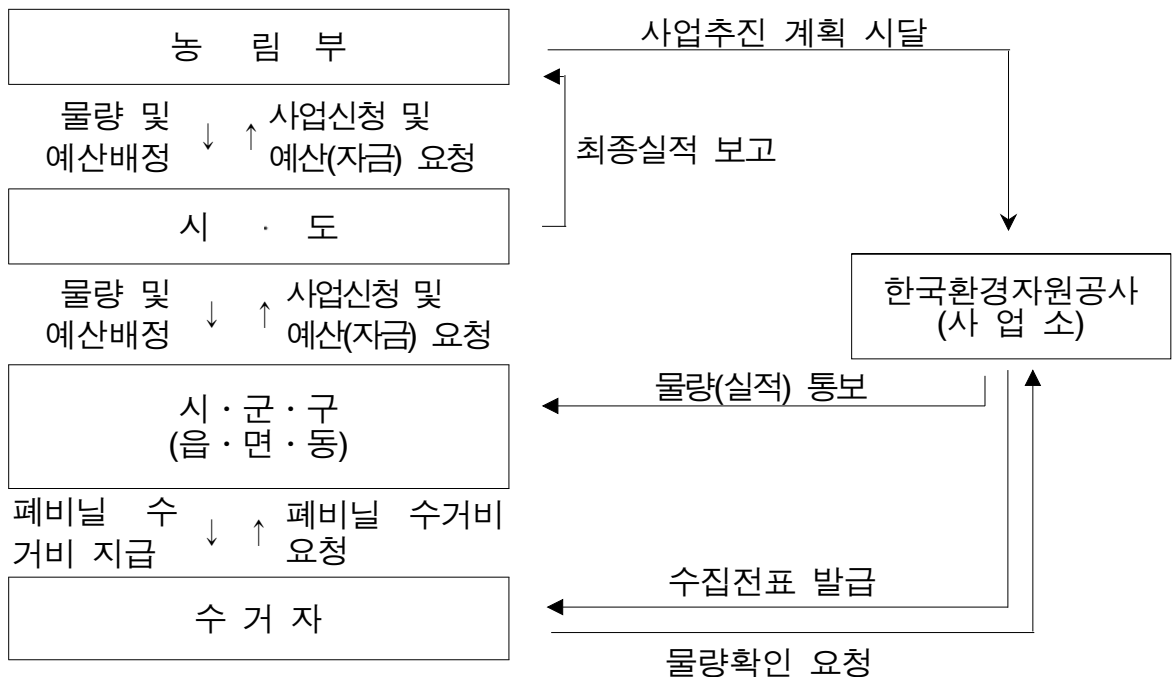 농 림 부
사업추진 계획 시달
물량 및
예산배정
↓ ↑
사업신청 및
예산(자금) 요청
최종실적 보고
시 · 도
물량 및
예산배정
↓ ↑
사업신청 및
예산(자금) 요청
한국환경자원공사
(사 업 소)
물량(실적) 통보
시 · 군 · 구
(읍 · 면 · 동)
폐비닐 수
거비 지급
↓ ↑
폐비닐 수거비
요청
수집전표 발급
수 거 자
물량확인 요청